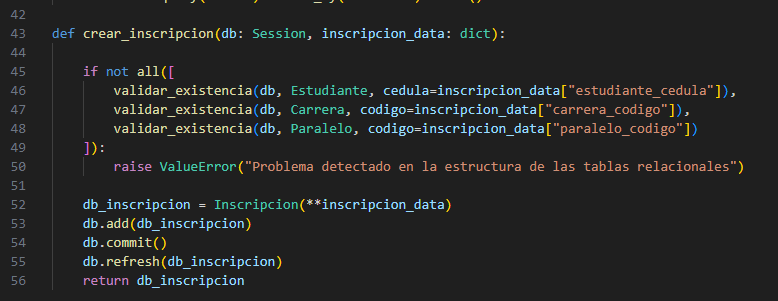 42
43 def crear_inscripcion(db: Session, inscripcion_data: dict):
44
45     if not all([
46         validar_existencia(db, Estudiante, cedula=inscripcion_data["estudiante_cedula"]),
47         validar_existencia(db, Carrera, codigo=inscripcion_data["carrera_codigo"]),
48         validar_existencia(db, Paralelo, codigo=inscripcion_data["paralelo_codigo"])
49     ]):
50         raise ValueError("Problema detectado en la estructura de las tablas relacionales")
51
52     db_inscripcion = Inscripcion(**inscripcion_data)
53     db.add(db_inscripcion)
54     db.commit()
55     db.refresh(db_inscripcion)
56     return db_inscripcion